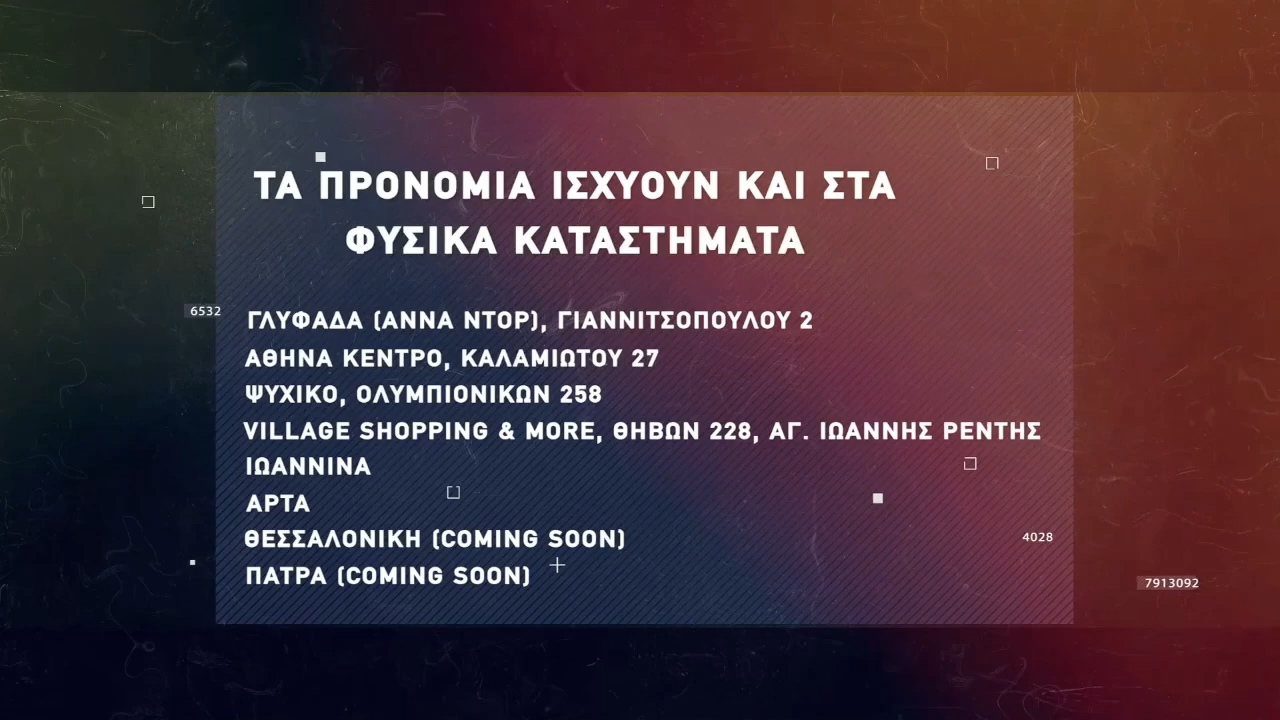 ΤΑ ΠΡΟΝΟΜΙΑ ΙΣΧΥΟΥΝ ΚΑΙ ΣΤΑ
ΦΥΣΙΚΑ ΚΑΤΑΣΤΗΜΑΤΑ
6532
ΓΛΥΦΑΔΑ (ΑΝΝΑ ΝΤΟΡ), ΓΙΑΝΝΙΤΣΟΠΟΥΛΟΥ 2
ΑΘΗΝΑ ΚΕΝΤΡΟ, ΚΑΛΑΜΙΩΤΟΥ 27
ΨΥΧΙΚΟ, ΟΛΥΜΠΙΟΝΙΚΩΝ 258
VILLAGE SHOPPING & MORE, ΘΗΒΩΝ 228, ΑΓ. ΙΩΑΝΝΗΣ ΡΕΝΤΗΣ
ΙΩΑΝΝΙΝΑ
ΑΡΤΑ
ΘΕΣΣΑΛΟΝΙΚΗ (COMING SOON)
4028
ΠΑΤΡΑ (COMING SOON)
7913092